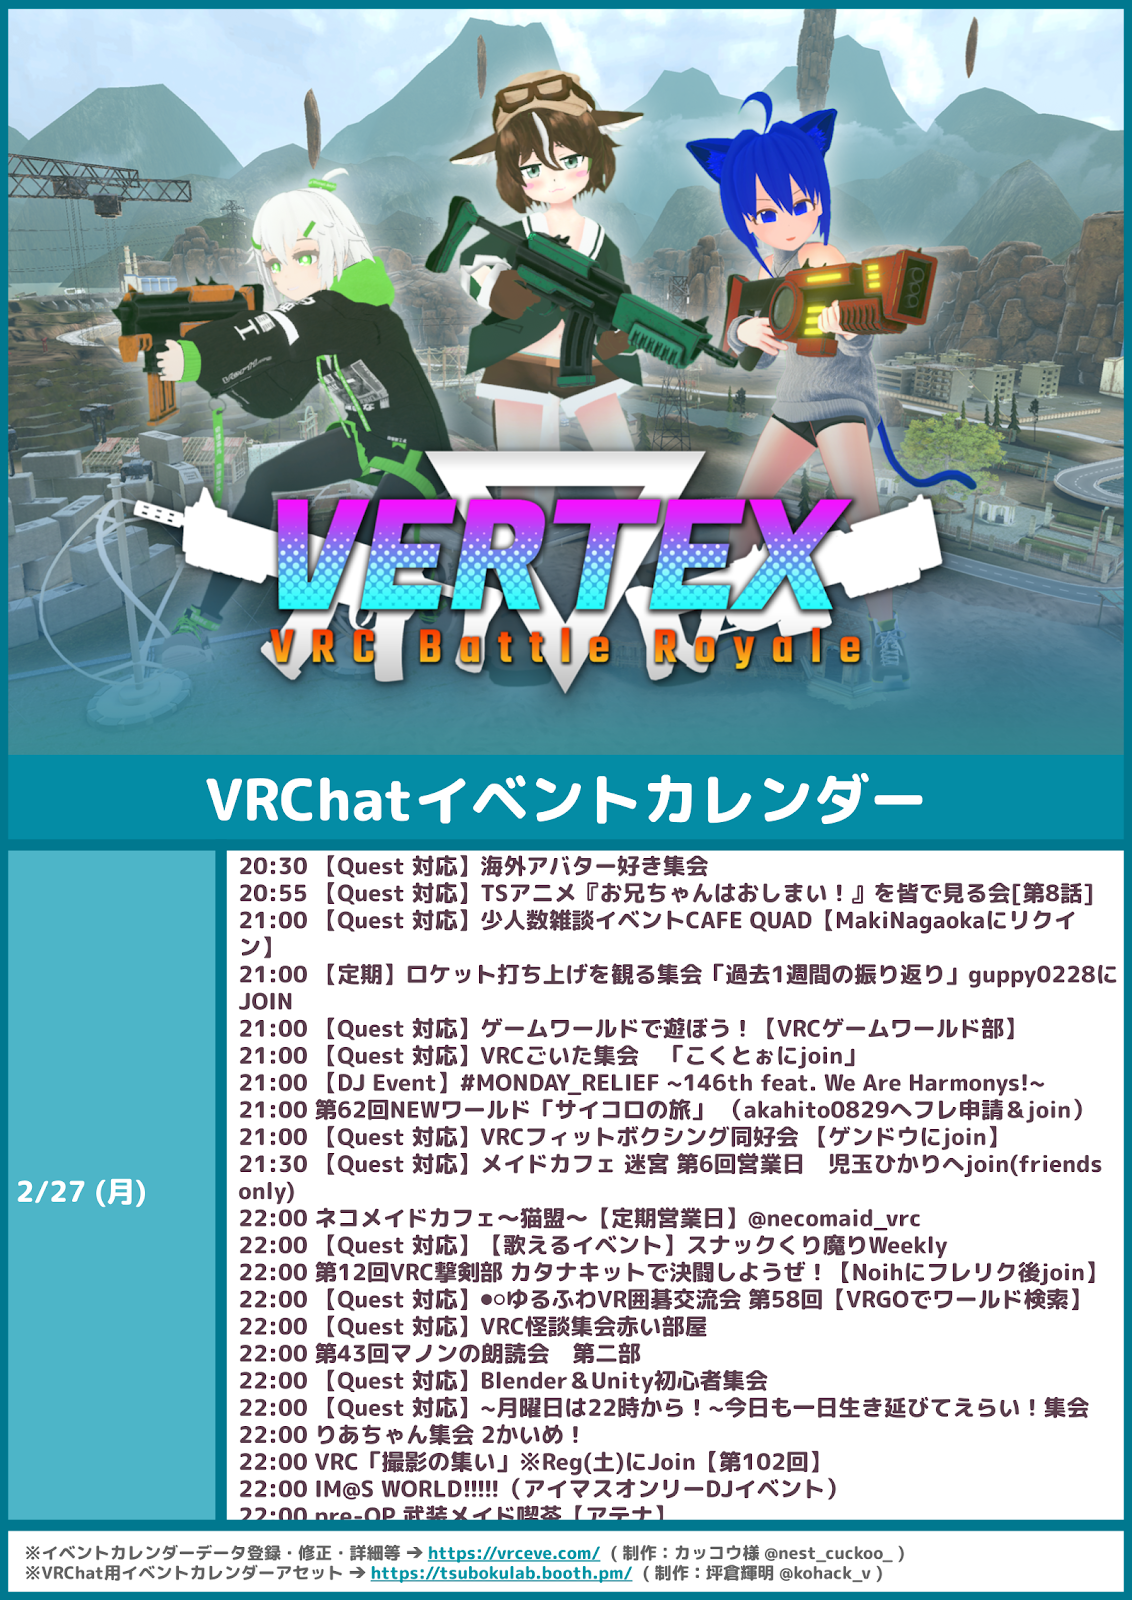 VERTEX
VRC Battle Royale
VRChatイベントカレンダー
2/27 (月)
20:30 【Quest 対応】海外アバター好き集会
20:55 【Quest 対応】TSアニメ『お兄ちゃんはおしまい！』を皆で見る会[第8話]
21:00 【Quest 対応】少人数雑談イベントCAFE QUAD【MakiNagaokaにリクイ
ン】
21:00 【定期】ロケット打ち上げを観る集会「過去1週間の振り返り」guppy0228に
JOIN
21:00 【Quest 対応】ゲームワールドで遊ぼう！【VRCゲームワールド部】
21:00 【Quest 対応】VRCごいた集会　「こくとぉにjoin」
21:00 【DJ Event】#MONDAY_RELIEF ~146th feat. We Are Harmonys!~
21:00 第62回NEWワールド「サイコロの旅」（akahito0829へフレ申請＆join）
21:00 【Quest 対応】VRCフィットボクシング同好会 【ゲンドウにjoin】
21:30 【Quest 対応】メイドカフェ 迷宮 第6回営業日　児玉ひかりへjoin(friends
only)
22:00 ネコメイドカフェ～猫盟～【定期営業日】@necomaid_vrc
22:00 【Quest 対応】【歌えるイベント】スナックくり魔りWeekly
22:00 第12回VRC撃剣部 カタナキットで決闘しようぜ！【Noihにフレリク後join】
22:00 【Quest 対応】●○ゆるふわVR囲碁交流会 第58回【VRGOでワールド検索】
22:00 【Quest 対応】VRC怪談集会赤い部屋
22:00 第43回マノンの朗読会　第二部
22:00 【Quest 対応】Blender＆Unity初心者集会
22:00 【Quest 対応】~月曜日は22時から！~今日も一日生き延びてえらい！集会
22:00 りあちゃん集会 2かいめ！
22:00 VRC「撮影の集い」※Reg(土)にJoin【第102回】
22:00 IM@S WORLD!!!!!（アイマスオンリーDJイベント）
22:00 pre-OP 武装メイド喫茶【アテナ】
※イベントカレンダーデータ登録・修正・詳細等 → https://vrceve.com/ （ 制作：カッコウ様 @nest_cuckoo_ ）
※VRChat用イベントカレンダーアセット → https://tsubokulab.booth.pm/ （ 制作：坪倉輝明 @kohack_v ）